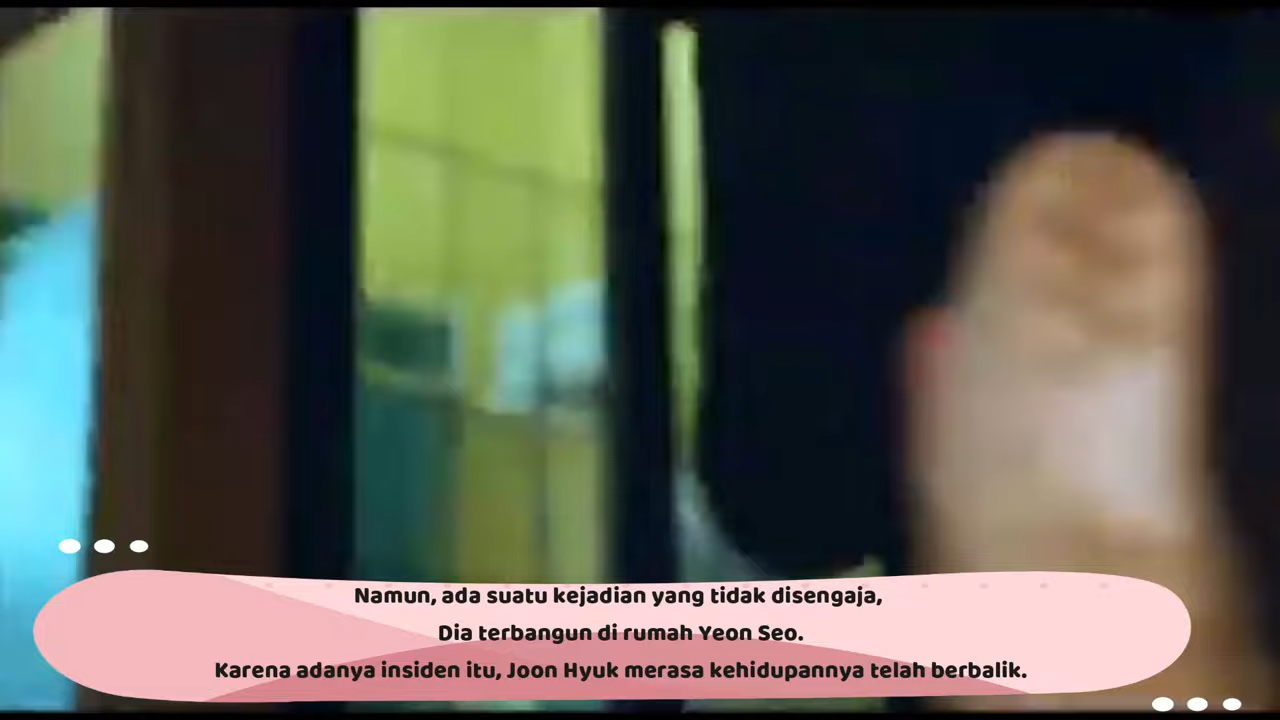 Namun, ada suatu kejadian yang tidak disengaja,
Dia terbangun di rumah Yeon Seo.
Karena adanya insiden itu, Joon Hyuk merasa kehidupannya telah berbalik.